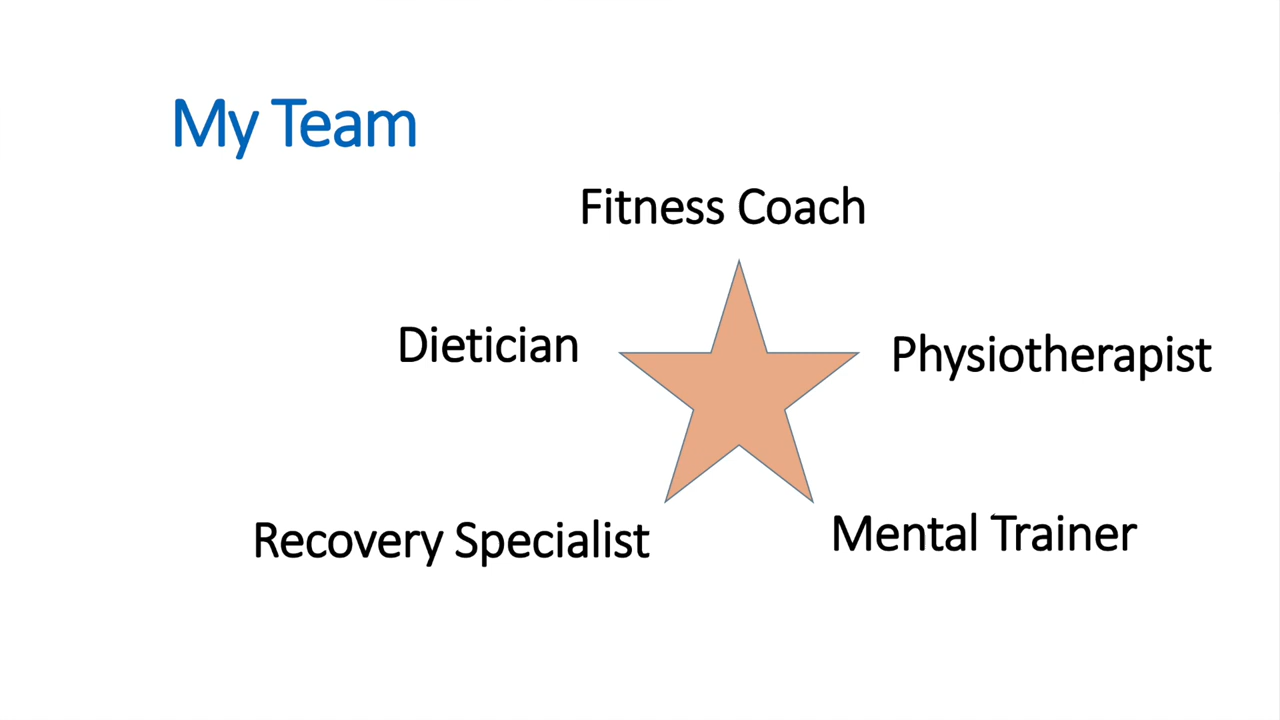 My Team
Fitness Coach
Dietician
Physiotherapist
Recovery Specialist
Mental Trainer